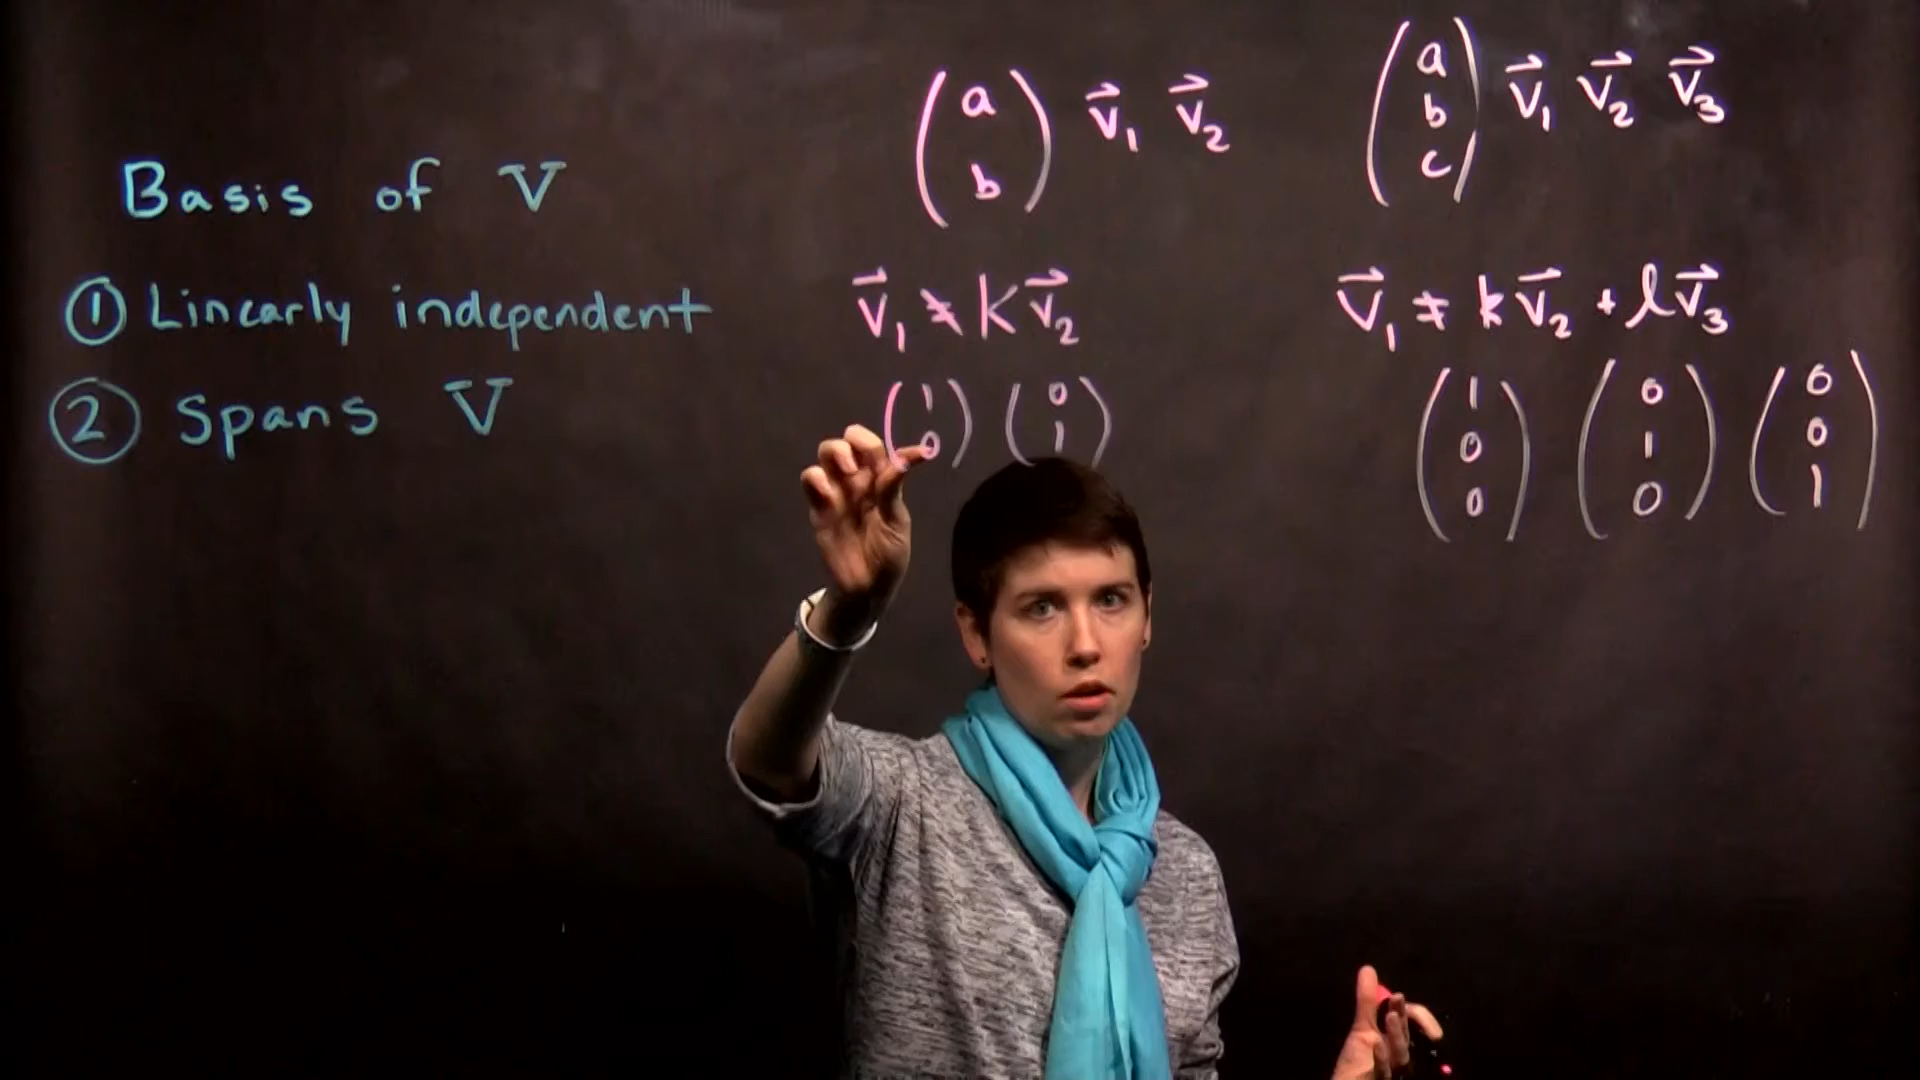 Basis of V
① Linearly independent
② Spans V
(a b) v⃗₁ v⃗₂
v⃗₁ ≠ k v⃗₂
(1 0) (0 1)
(a b c) v⃗₁ v⃗₂ v⃗₃
v⃗₁ ≠ k v⃗₂ + l v⃗₃
(1 0 0) (0 1 0) (0 0 1)